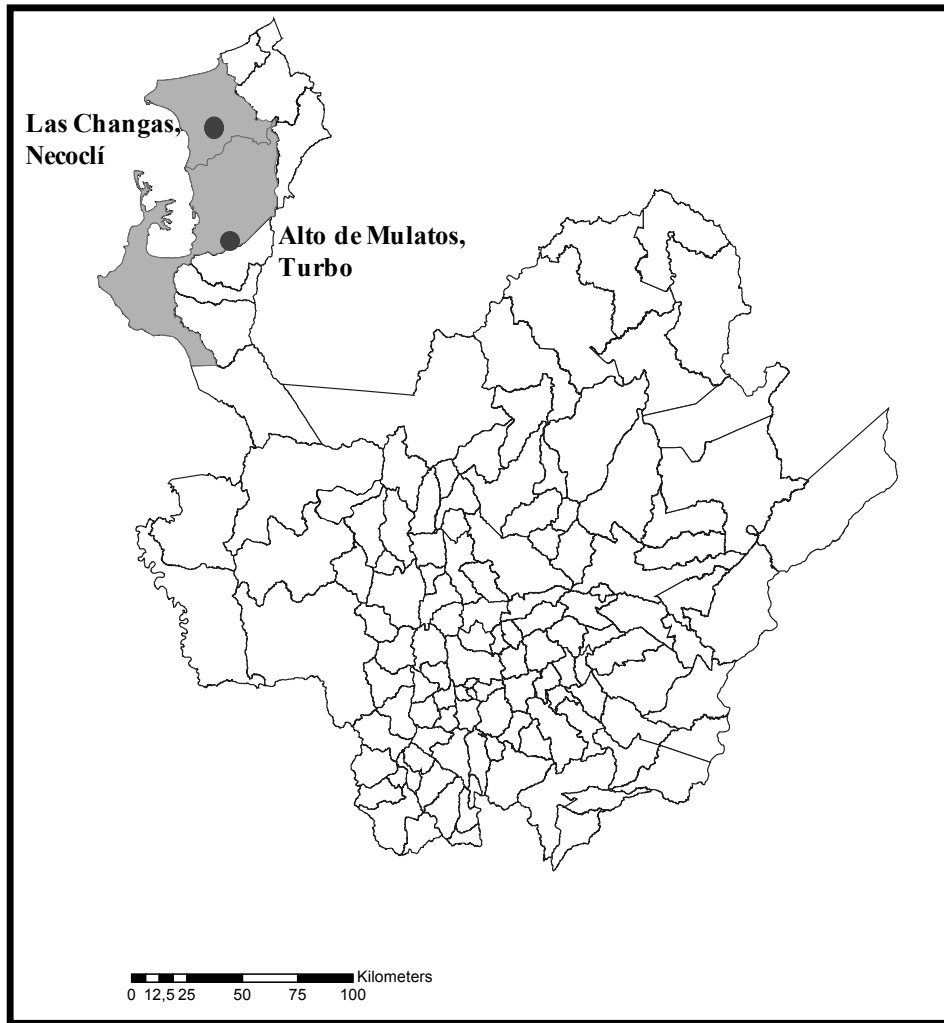 Las Changas,
Necoclí
Alto de Mulatos,
Turbo
Kilometers
0 12,5 25 50 75 100